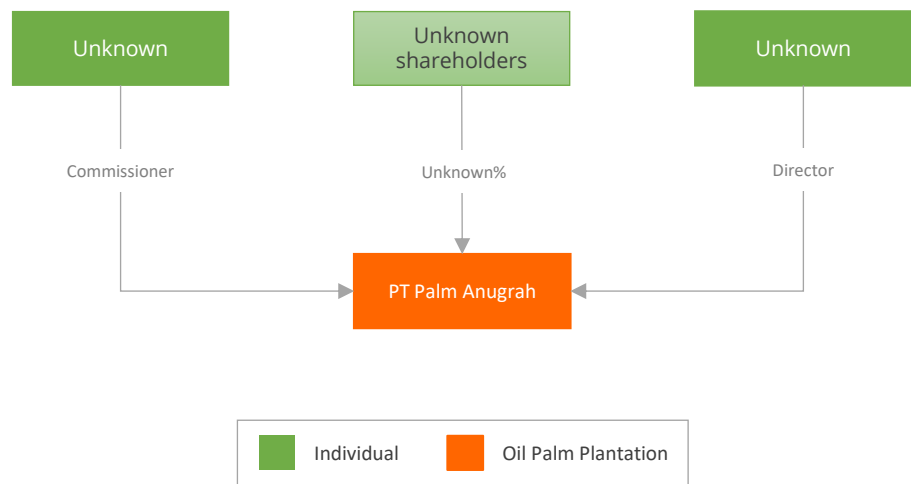 Unknown
Unknown
shareholders
Unknown
Commissioner
Unknown%
Director
PT Palm Anugrah
Individual
Oil Palm Plantation